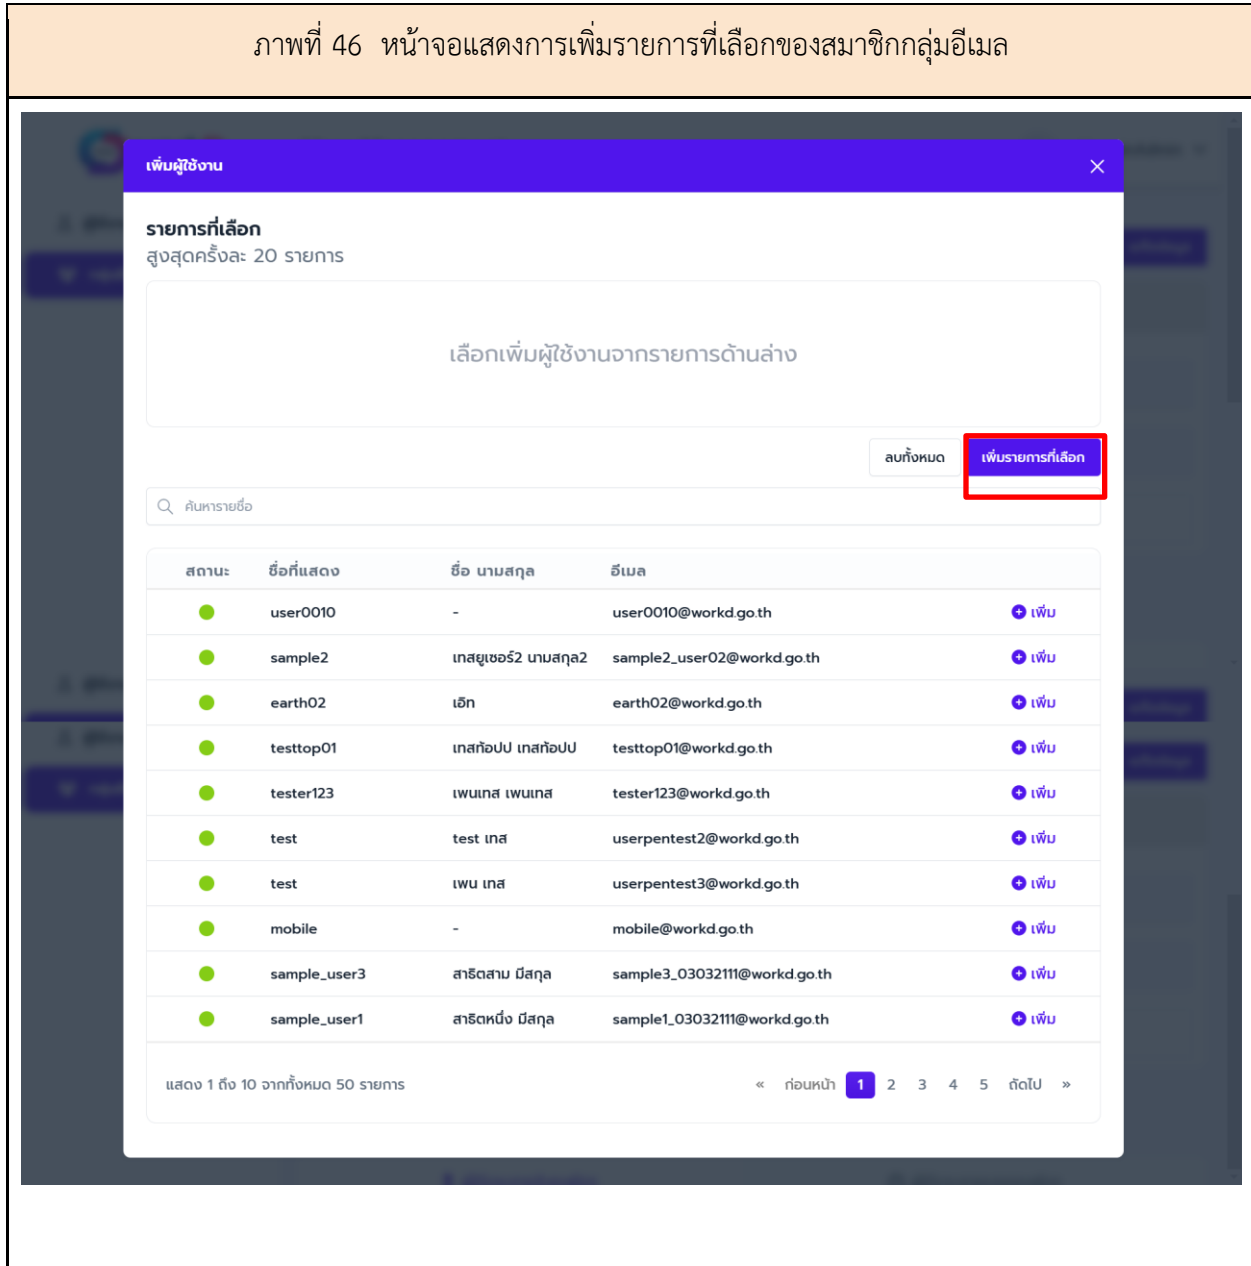 ภาพที่ 46 หน้าจอแสดงการเพิ่มรายการที่เลือกของสมาชิกกลุ่มอีเมล
เพิ่มผู้ใช้งาน
รายการที่เลือก
สูงสุดครั้งละ 20 รายการ
เลือกเพิ่มผู้ใช้งานจากรายการด้านล่าง
ลบทั้งหมด เพิ่มรายการที่เลือก
ค้นหารายชื่อ
สถานะ ชื่อที่แสดง ชื่อ นามสกุล อีเมล
user0010 - user0010@workd.go.th เพิ่ม
sample2 เทสยูเซอร์2 นามสกุล2 sample2_user02@workd.go.th เพิ่ม
earth02 เอิท earth02@workd.go.th เพิ่ม
testtop01 เทสท้อปป เทสท้อปป testtop01@workd.go.th เพิ่ม
tester123 เพนเทส เพนเทส tester123@workd.go.th เพิ่ม
test test เทส userpentest2@workd.go.th เพิ่ม
test เพน เทส userpentest3@workd.go.th เพิ่ม
mobile - mobile@workd.go.th เพิ่ม
sample_user3 สาธิตสาม มีสกุล sample3_03032111@workd.go.th เพิ่ม
sample_user1 สาธิตหนึ่ง มีสกุล sample1_03032111@workd.go.th เพิ่ม
แสดง 1 ถึง 10 จากทั้งหมด 50 รายการ « ก่อนหน้า 1 2 3 4 5 ถัดไป »